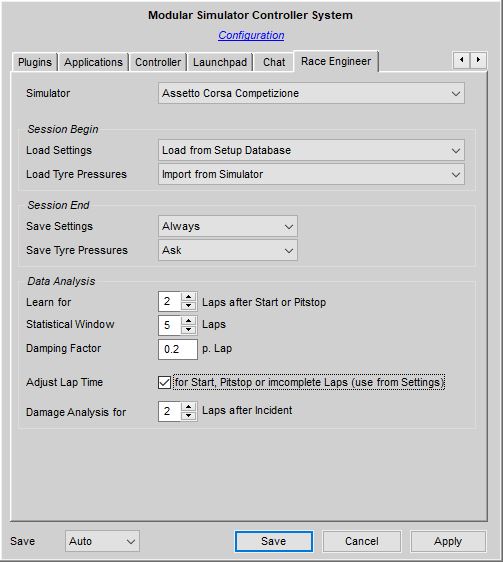 Modular Simulator Controller System
Configuration
Plugins Applications Controller Launchpad Chat Race Engineer
Simulator Assetto Corsa Competizione
Session Begin
Load Settings Load from Setup Database
Load Tyre Pressures Import from Simulator
Session End
Save Settings Always
Save Tyre Pressures Ask
Data Analysis
Learn for 2 Laps after Start or Pitstop
Statistical Window 5 Laps
Damping Factor 0.2 p. Lap
Adjust Lap Time for Start, Pitstop or imcomplete Laps (use from Settings)
Damage Analysis for 2 Laps after Incident
Save Auto Save Cancel Apply